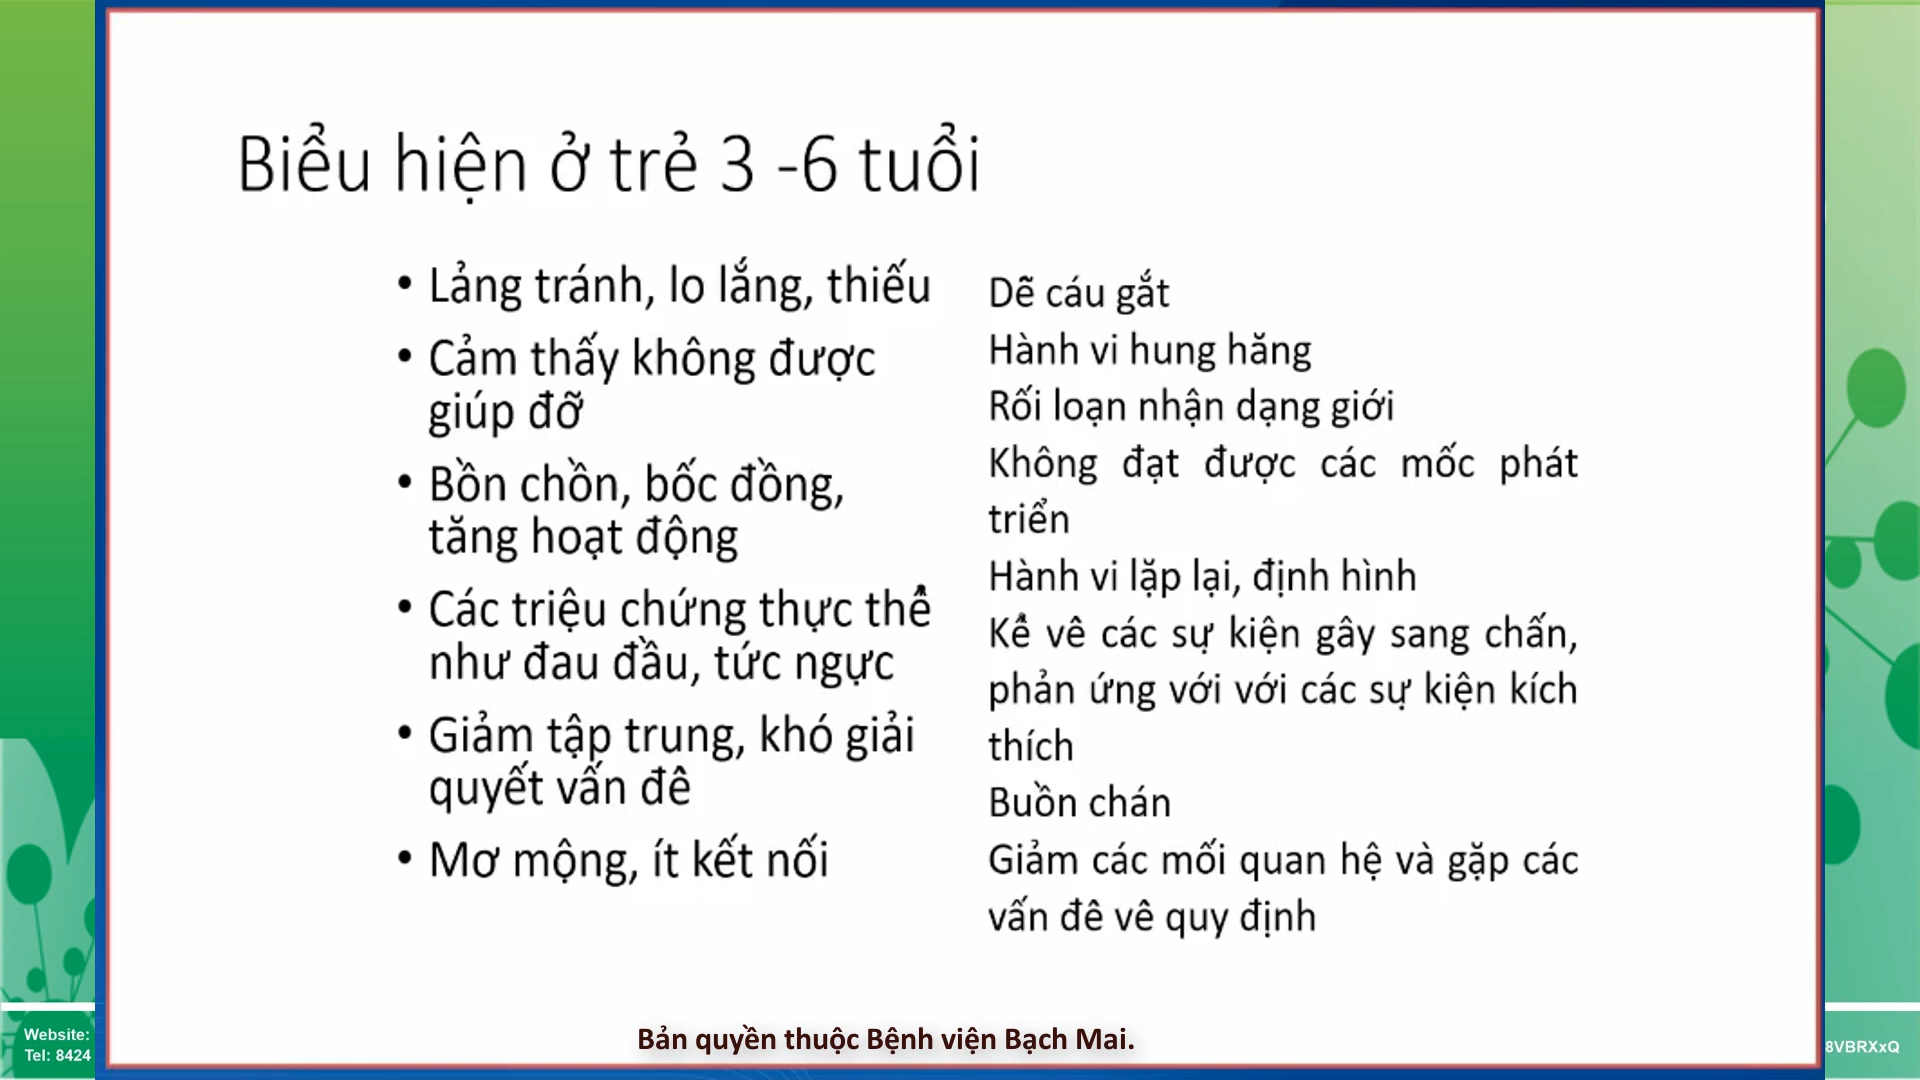 Biểu hiện ở trẻ 3 -6 tuổi
• Lảng tránh, lo lắng, thiếu
• Cảm thấy không được
giúp đỡ
• Bồn chồn, bốc đồng,
tăng hoạt động
• Các triệu chứng thực thể
như đau đầu, tức ngực
• Giảm tập trung, khó giải
quyết vấn đề
• Mơ mộng, ít kết nối
Dễ cáu gắt
Hành vi hung hăng
Rối loạn nhận dạng giới
Không đạt được các mốc phát
triển
Hành vi lặp lại, định hình
Kể về các sự kiện gây sang chấn,
phản ứng với với các sự kiện kích
thích
Buồn chán
Giảm các mối quan hệ và gặp các
vấn đề về quy định
Bản quyền thuộc Bệnh viện Bạch Mai.
Website:
Tel: 8424
8VBRXxQ